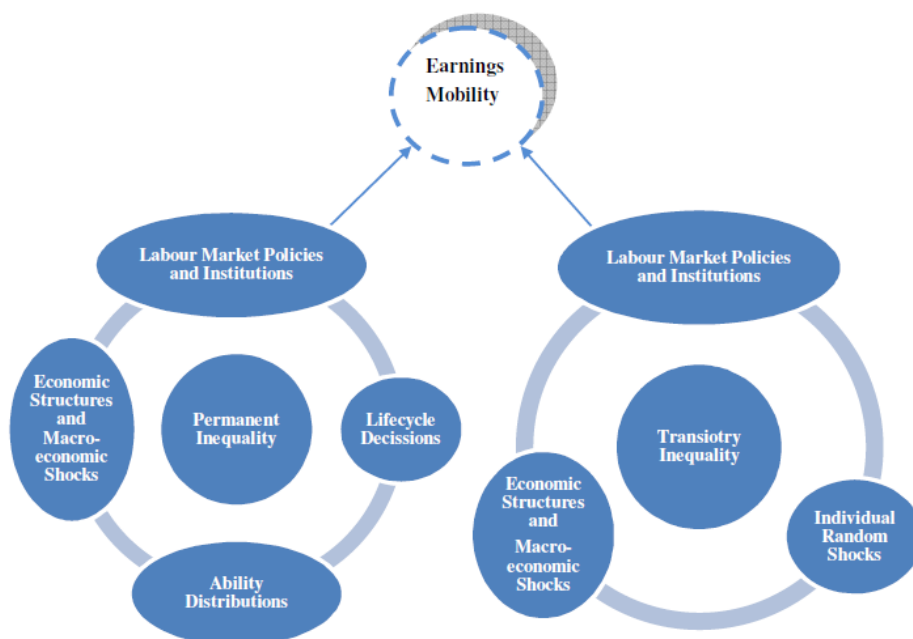 Earnings
Mobility
Labour Market Policies
and Institutions
Economic
Structures
and
Macro-
economic
Shocks
Permanent
Inequality
Lifecycle
Decissions
Ability
Distributions
Labour Market Policies
and Institutions
Transiotry
Inequality
Economic
Structures
and
Macro-
economic
Shocks
Individual
Random
Shocks